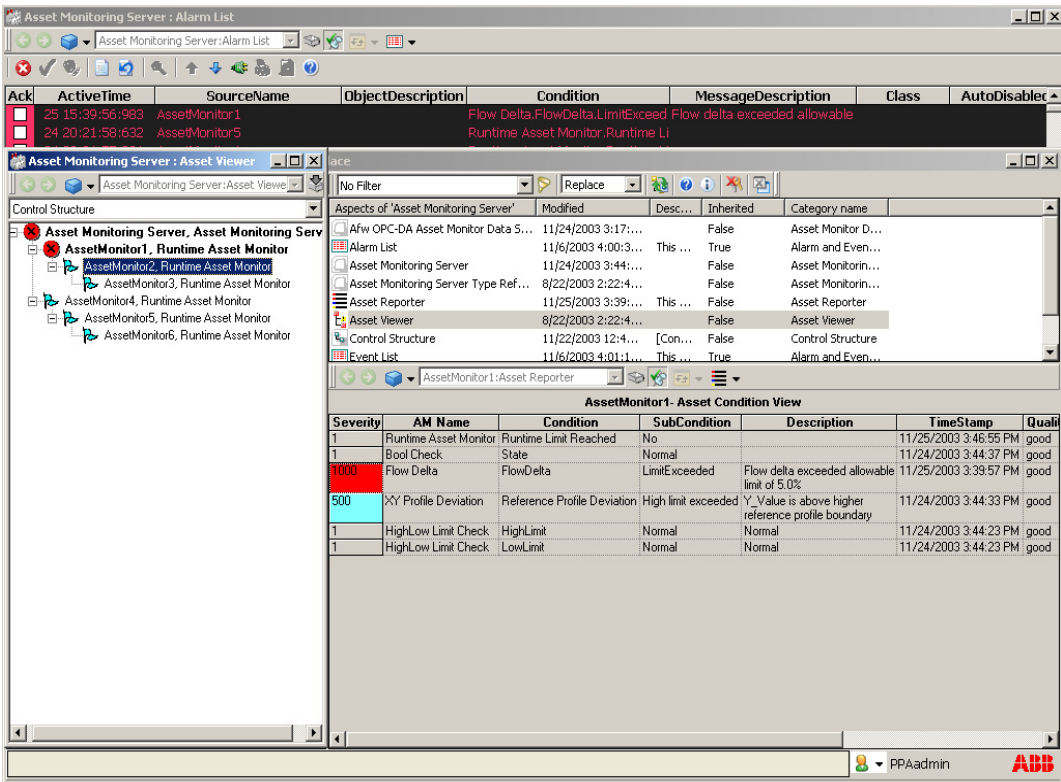 Asset Monitoring Server : Alarm List
Asset Monitoring Server:Alarm List
Ack ActiveTime SourceName ObjectDescription Condition MessageDescription Class AutoDisabled
25 15:39:56:983 AssetMonitor1 Flow Delta.FlowDelta.LimitExceed Flow delta exceeded allowable
24 20:21:58:632 AssetMonitor5 Runtime Asset Monitor.Runtime Li
Asset Monitoring Server : Asset Viewer
Asset Monitoring Server:Asset Viewe
Control Structure
Asset Monitoring Server, Asset Monitoring Serv
AssetMonitor1, Runtime Asset Monitor
AssetMonitor2, Runtime Asset Monitor
AssetMonitor3, Runtime Asset Monitor
AssetMonitor4, Runtime Asset Monitor
AssetMonitor5, Runtime Asset Monitor
AssetMonitor6, Runtime Asset Monitor
ace
No Filter Replace
Aspects of 'Asset Monitoring Server' Modified Desc... Inherited Category name
Afw OPC-DA Asset Monitor Data S... 11/24/2003 3:17:... False Asset Monitor D...
Alarm List 11/6/2003 4:00:3... This ... True Alarm and Even...
Asset Monitoring Server 11/24/2003 3:44:... False Asset Monitorin...
Asset Monitoring Server Type Ref... 8/22/2003 2:22:4... False Asset Monitorin...
Asset Reporter 11/25/2003 3:39:... This ... True Asset Reporter
Asset Viewer 8/22/2003 2:22:4... False Asset Viewer
Control Structure 11/22/2003 12:4... [Con... False Control Structure
Event List 11/6/2003 4:01:1... This ... True Alarm and Even...
AssetMonitor1:Asset Reporter
AssetMonitor1- Asset Condition View
Severity AM Name Condition SubCondition Description TimeStamp Quali
1 Runtime Asset Monitor Runtime Limit Reached No 11/25/2003 3:46:55 PM good
1 Bool Check State Normal 11/24/2003 3:44:37 PM good
1000 Flow Delta FlowDelta LimitExceeded Flow delta exceeded allowable 11/25/2003 3:39:57 PM good
limit of 5.0%
500 XY Profile Deviation Reference Profile Deviation High limit exceeded Y_Value is above higher 11/24/2003 3:44:33 PM good
reference profile boundary
1 HighLow Limit Check HighLimit Normal Normal 11/24/2003 3:44:23 PM good
1 HighLow Limit Check LowLimit Normal Normal 11/24/2003 3:44:23 PM good
PPAadmin ABB